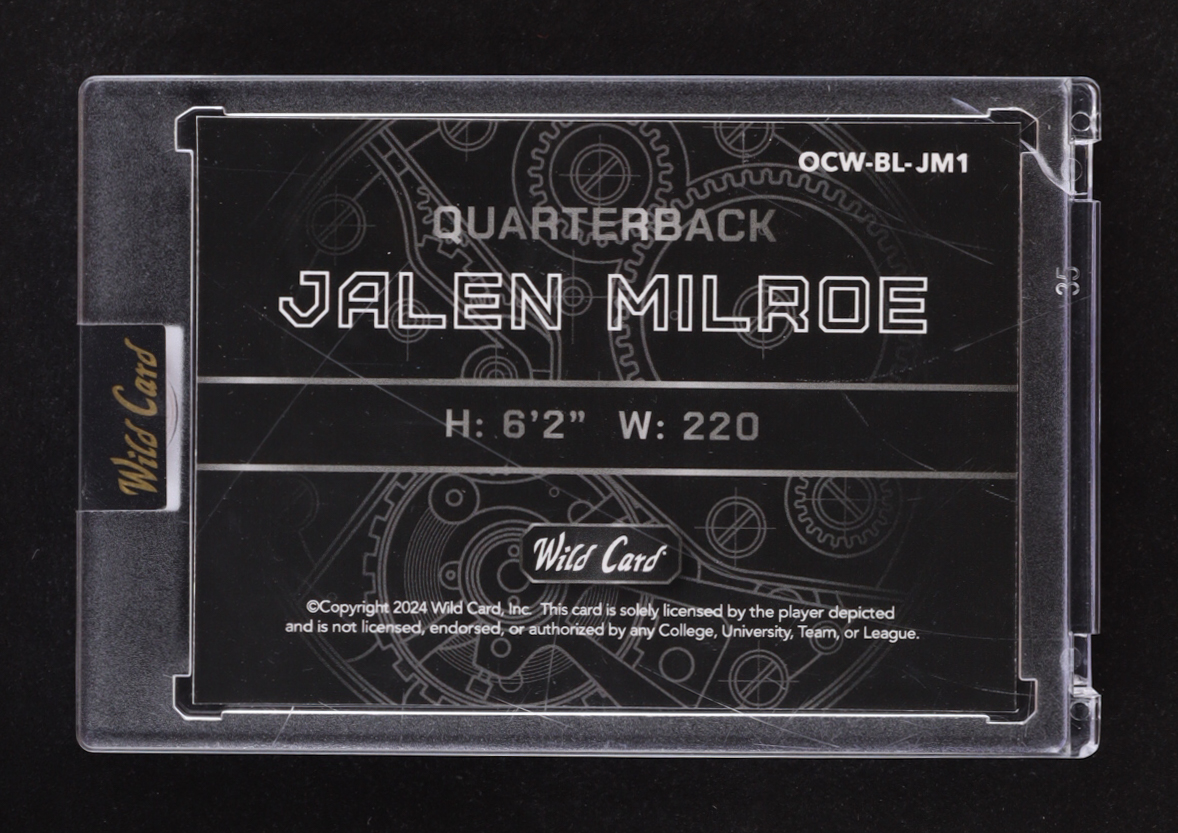 OCW-BL-JM1
QUARTERBACK
JALEN MILROE
H: 6'2" W: 220
Wild Card
Wild Card
©Copyright 2024 Wild Card, Inc. This card is solely licensed by the player depicted
and is not licensed, endorsed, or authorized by any College, University, Team, or League.
35